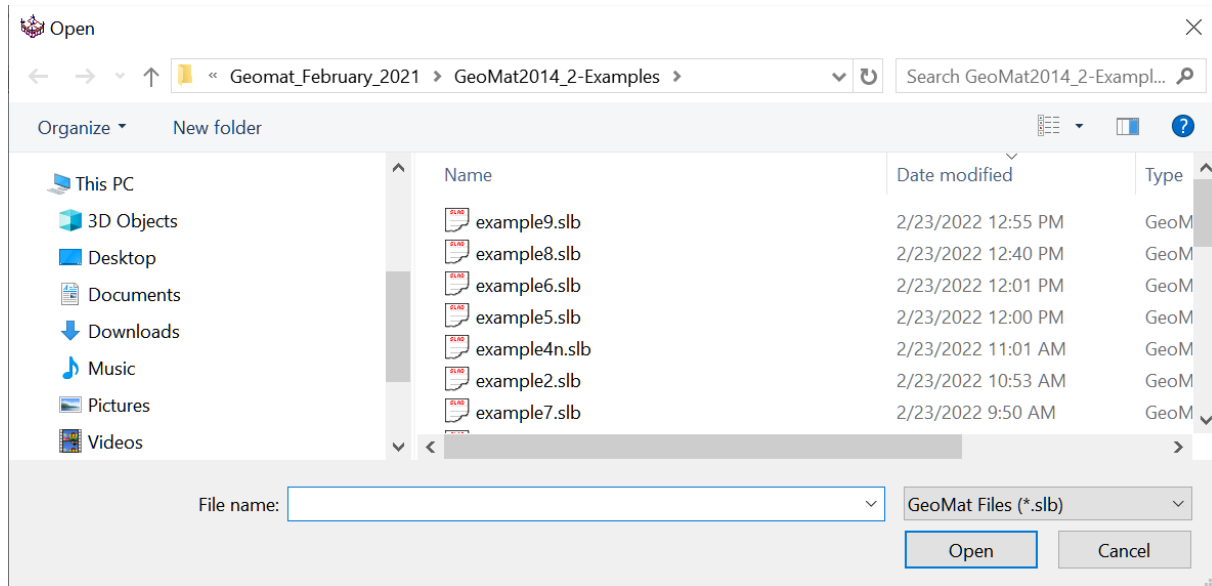 Open
« Geomat_February_2021 > GeoMat2014_2-Examples >
Search GeoMat2014_2-Exampl...
Organize
New folder
This PC
3D Objects
Desktop
Documents
Downloads
Music
Pictures
Videos
Name Date modified Type
example9.slb 2/23/2022 12:55 PM GeoM
example8.slb 2/23/2022 12:40 PM GeoM
example6.slb 2/23/2022 12:01 PM GeoM
example5.slb 2/23/2022 12:00 PM GeoM
example4n.slb 2/23/2022 11:01 AM GeoM
example2.slb 2/23/2022 10:53 AM GeoM
example7.slb 2/23/2022 9:50 AM GeoM
File name:
GeoMat Files (*.slb)
Open
Cancel